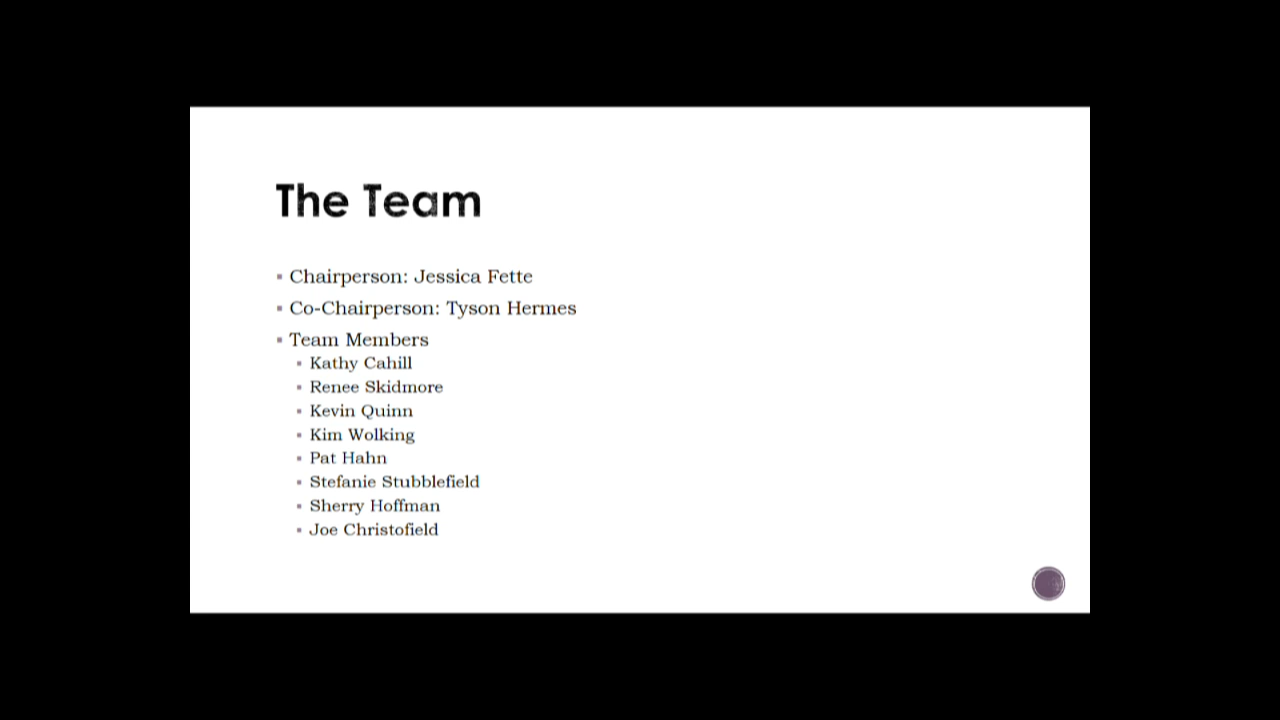 The Team
Chairperson: Jessica Fette
Co-Chairperson: Tyson Hermes
Team Members
Kathy Cahill
Renee Skidmore
Kevin Quinn
Kim Wolking
Pat Hahn
Stefanie Stubblefield
Sherry Hoffman
Joe Christofield